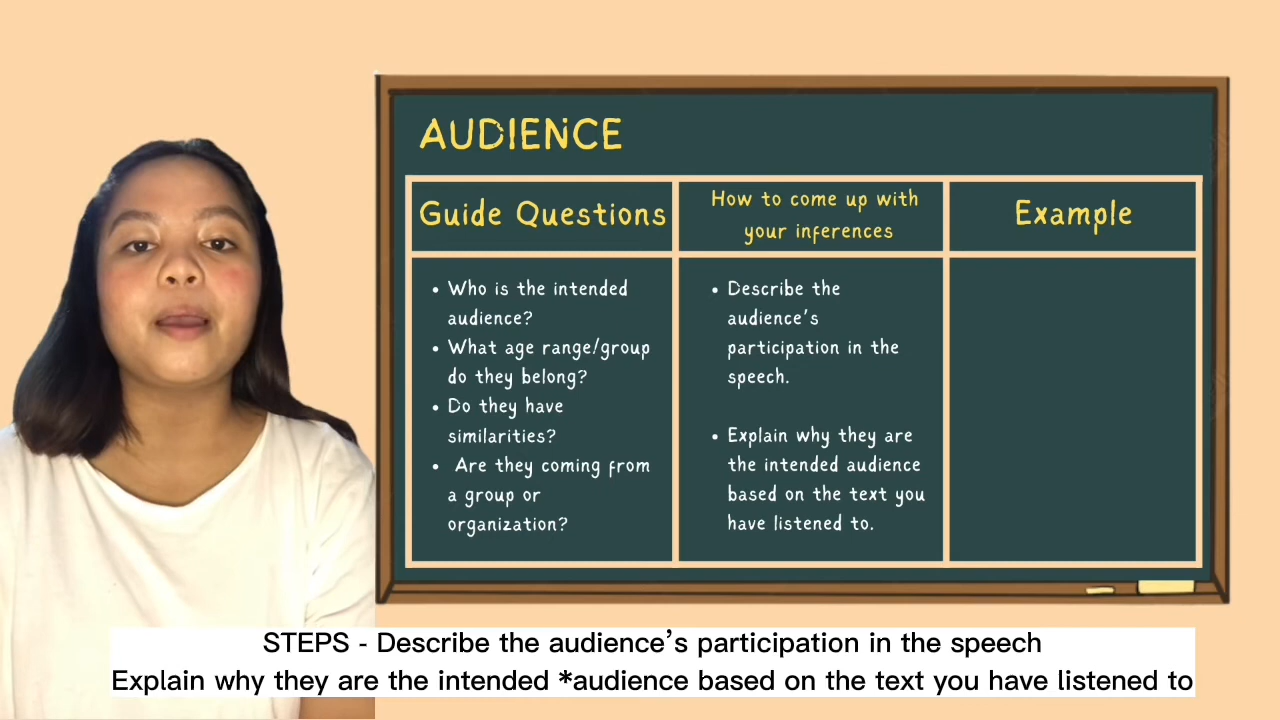 AUDIENCE
Guide Questions
How to come up with
your inferences
Example
• Who is the intended
audience?
• What age range/group
do they belong?
• Do they have
similarities?
• Are they coming from
a group or
organization?
• Describe the
audience's
participation in the
speech.
• Explain why they are
the intended audience
based on the text you
have listened to.
STEPS - Describe the audience’s participation in the speech
Explain why they are the intended *audience based on the text you have listened to